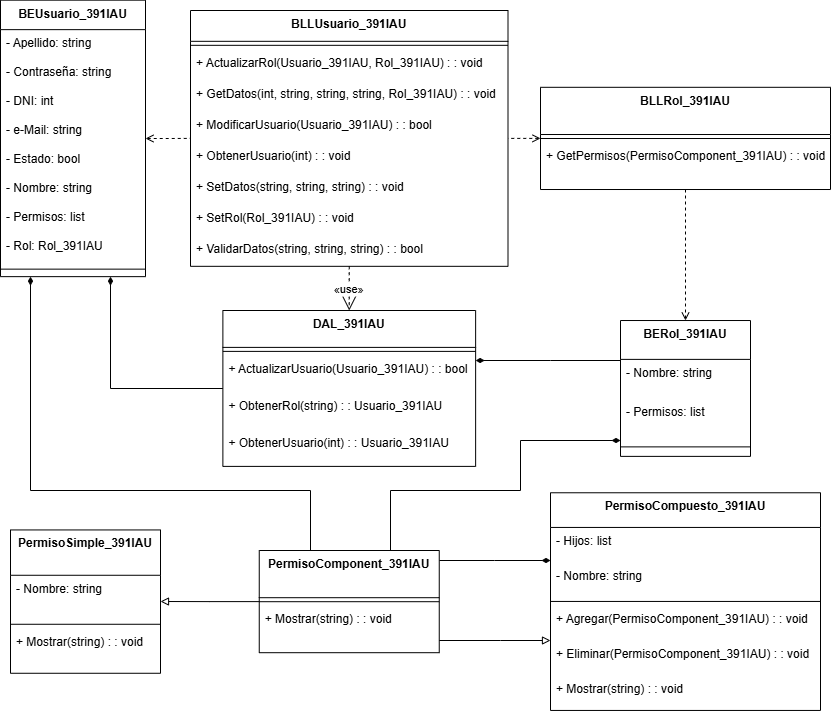 BEUsuario_391IAU
- Apellido: string
- Contraseña: string
- DNI: int
- e-Mail: string
- Estado: bool
- Nombre: string
- Permisos: list
- Rol: Rol_391IAU
BLLUsuario_391IAU
+ ActualizarRol(Usuario_391IAU, Rol_391IAU) : : void
+ GetDatos(int, string, string, string, Rol_391IAU) : : void
+ ModificarUsuario(Usuario_391IAU) : : bool
+ ObtenerUsuario(int) : : void
+ SetDatos(string, string, string) : : void
+ SetRol(Rol_391IAU) : : void
+ ValidarDatos(string, string, string) : : bool
BLLRol_391IAU
+ GetPermisos(PermisoComponent_391IAU) : : void
«use»
DAL_391IAU
+ ActualizarUsuario(Usuario_391IAU) : : bool
+ ObtenerRol(string) : : Usuario_391IAU
+ ObtenerUsuario(int) : : Usuario_391IAU
BERol_391IAU
- Nombre: string
- Permisos: list
PermisoSimple_391IAU
- Nombre: string
+ Mostrar(string) : : void
PermisoComponent_391IAU
+ Mostrar(string) : : void
PermisoCompuesto_391IAU
- Hijos: list
- Nombre: string
+ Agregar(PermisoComponent_391IAU) : : void
+ Eliminar(PermisoComponent_391IAU) : : void
+ Mostrar(string) : : void